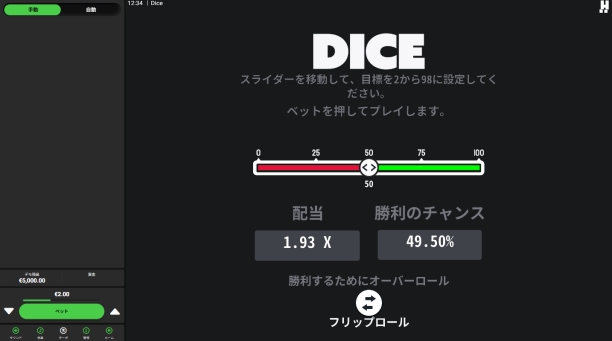 手動
自動
12:34 | Dice
DICE
スライダーを移動して、目標を2から98に設定してく
ださい。
ベットを押してプレイします。
0 25 50 75 100
50
配当
勝利のチャンス
1.93 X
49.50%
勝利するためにオーバーロール
フリップロール
€5,000.00
€2.00
ベット